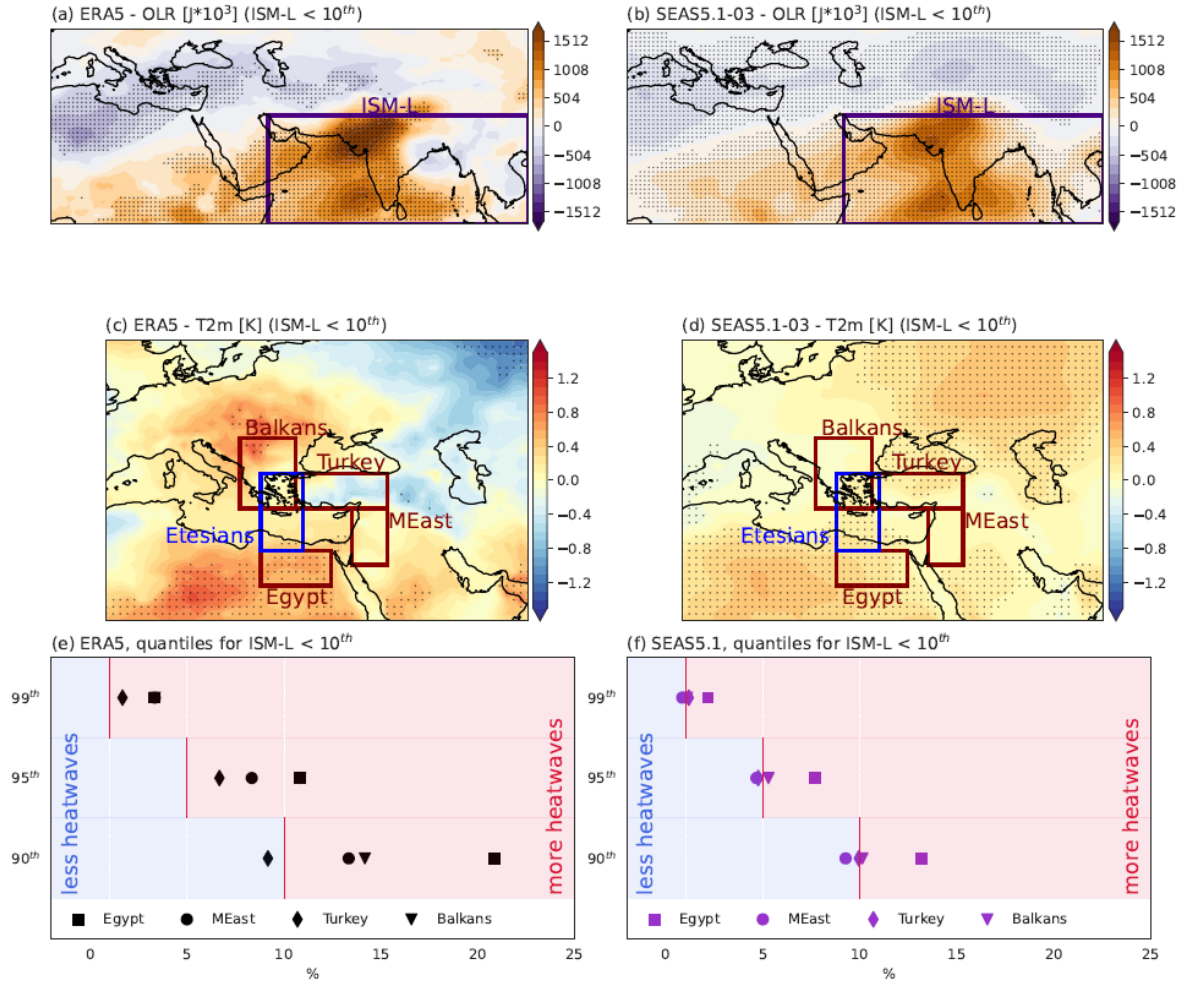 (a) ERA5 - OLR [J*10³] (ISM-L < 10ᵗʰ)
ISM-L
1512
1008
504
0
−504
−1008
−1512
(b) SEAS5.1-03 - OLR [J*10³] (ISM-L < 10ᵗʰ)
ISM-L
1512
1008
504
0
−504
−1008
−1512
(c) ERA5 - T2m [K] (ISM-L < 10ᵗʰ)
Balkans
Turkey
MEast
Etesians
Egypt
1.2
0.8
0.4
0.0
−0.4
−0.8
−1.2
(d) SEAS5.1-03 - T2m [K] (ISM-L < 10ᵗʰ)
Balkans
Turkey
MEast
Etesians
Egypt
1.2
0.8
0.4
0.0
−0.4
−0.8
−1.2
(e) ERA5, quantiles for ISM-L < 10ᵗʰ
99ᵗʰ
95ᵗʰ
90ᵗʰ
less heatwaves
more heatwaves
Egypt MEast Turkey Balkans
0 5 10 15 20 25
%
(f) SEAS5.1, quantiles for ISM-L < 10ᵗʰ
99ᵗʰ
95ᵗʰ
90ᵗʰ
less heatwaves
more heatwaves
Egypt MEast Turkey Balkans
0 5 10 15 20 25
%